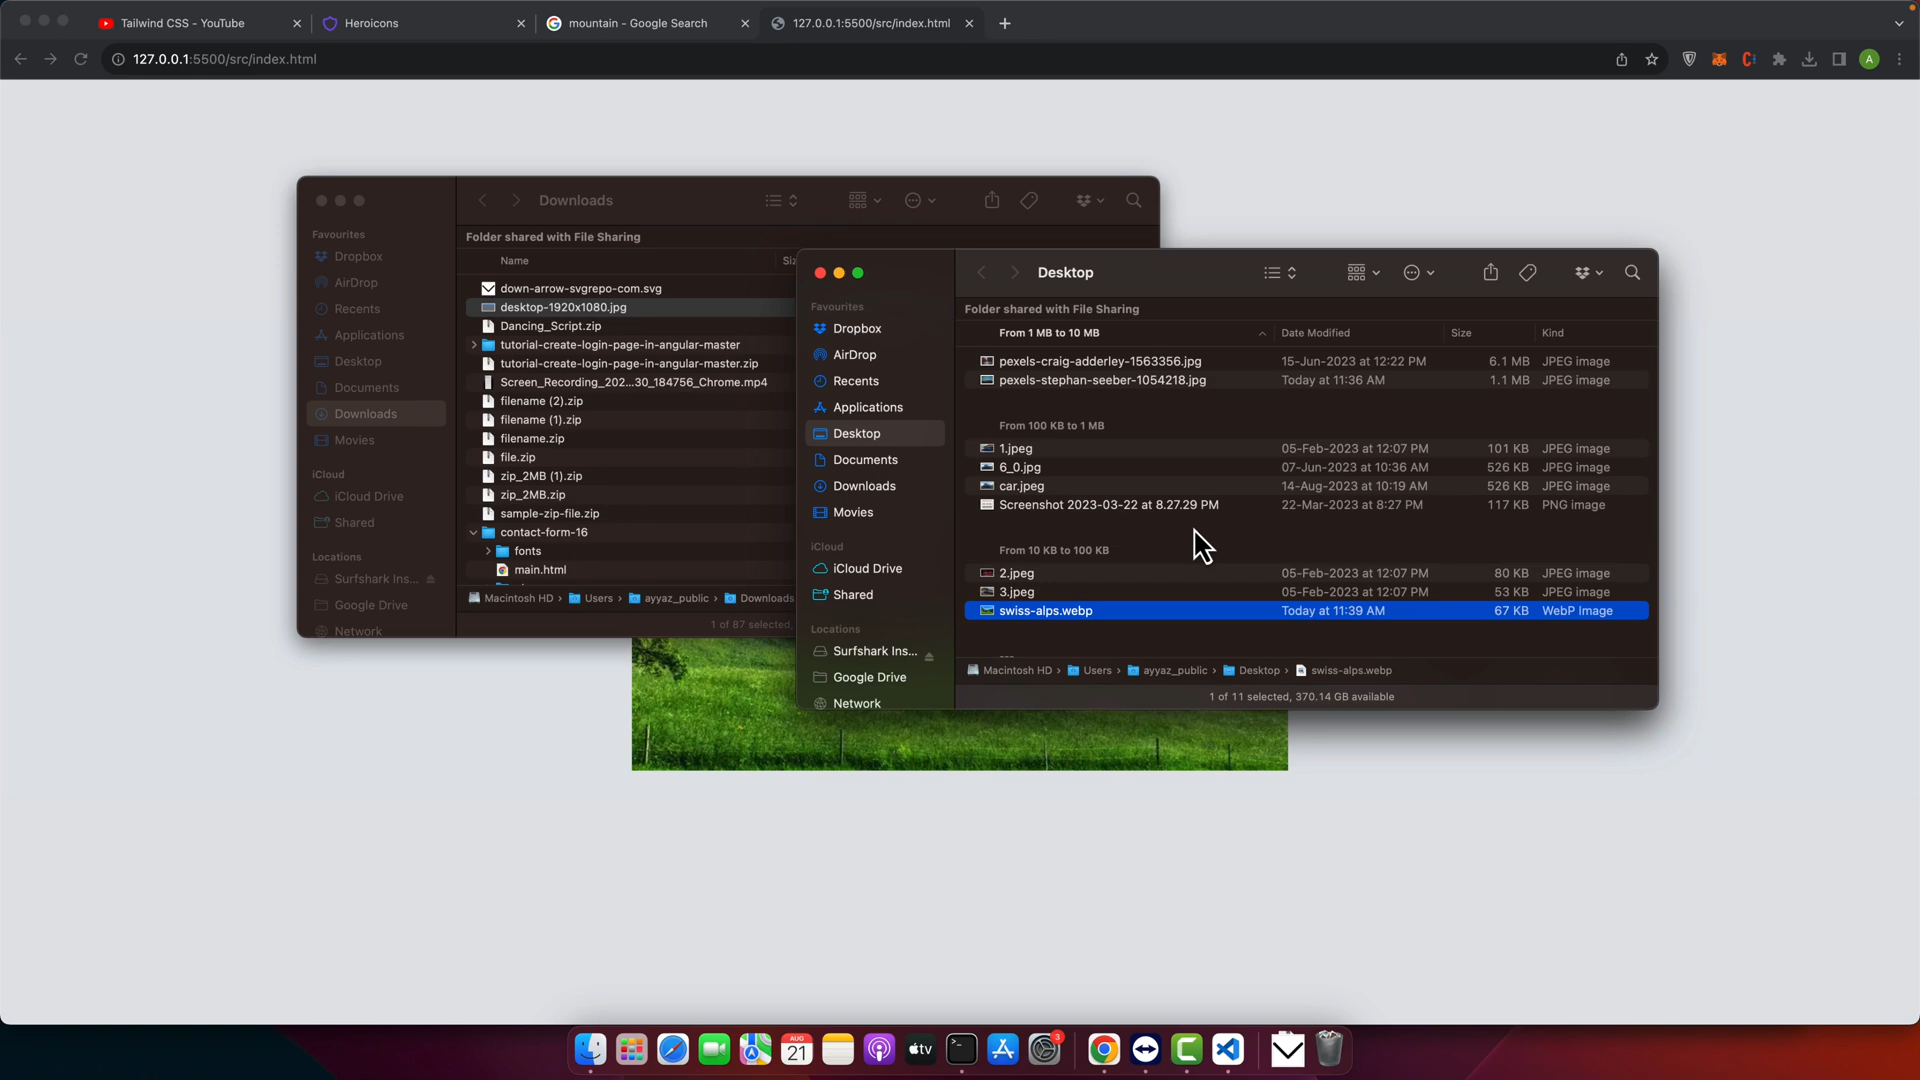 Tailwind CSS - YouTube
Heroicons
mountain - Google Search
127.0.0.1:5500/src/index.html
127.0.0.1:5500/src/index.html
A
Downloads
Favourites
Dropbox
AirDrop
Recents
Applications
Desktop
Documents
Downloads
Movies
iCloud
iCloud Drive
Shared
Locations
Surfshark Ins...
Google Drive
Network
Folder shared with File Sharing
Name
down-arrow-svgrepo-com.svg
desktop-1920x1080.jpg
Dancing_Script.zip
tutorial-create-login-page-in-angular-master
tutorial-create-login-page-in-angular-master.zip
Screen_Recording_202...30_184756_Chrome.mp4
filename (2).zip
filename (1).zip
filename.zip
file.zip
zip_2MB (1).zip
zip_2MB.zip
sample-zip-file.zip
contact-form-16
fonts
main.html
Macintosh HD > Users > ayyaz_public > Downloads
1 of 87 selected,
Desktop
Favourites
Dropbox
AirDrop
Recents
Applications
Desktop
Documents
Downloads
Movies
iCloud
iCloud Drive
Shared
Locations
Surfshark Ins...
Google Drive
Network
Folder shared with File Sharing
From 1 MB to 10 MB Date Modified Size Kind
pexels-craig-adderley-1563356.jpg 15-Jun-2023 at 12:22 PM 6.1 MB JPEG image
pexels-stephan-seeber-1054218.jpg Today at 11:36 AM 1.1 MB JPEG image
From 100 KB to 1 MB
1.jpeg 05-Feb-2023 at 12:07 PM 101 KB JPEG image
6_0.jpg 07-Jun-2023 at 10:36 AM 526 KB JPEG image
car.jpeg 14-Aug-2023 at 10:19 AM 526 KB JPEG image
Screenshot 2023-03-22 at 8.27.29 PM 22-Mar-2023 at 8:27 PM 117 KB PNG image
From 10 KB to 100 KB
2.jpeg 05-Feb-2023 at 12:07 PM 80 KB JPEG image
3.jpeg 05-Feb-2023 at 12:07 PM 53 KB JPEG image
swiss-alps.webp Today at 11:39 AM 67 KB WebP Image
Macintosh HD > Users > ayyaz_public > Desktop > swiss-alps.webp
1 of 11 selected, 370.14 GB available
AUG
21
tv
3